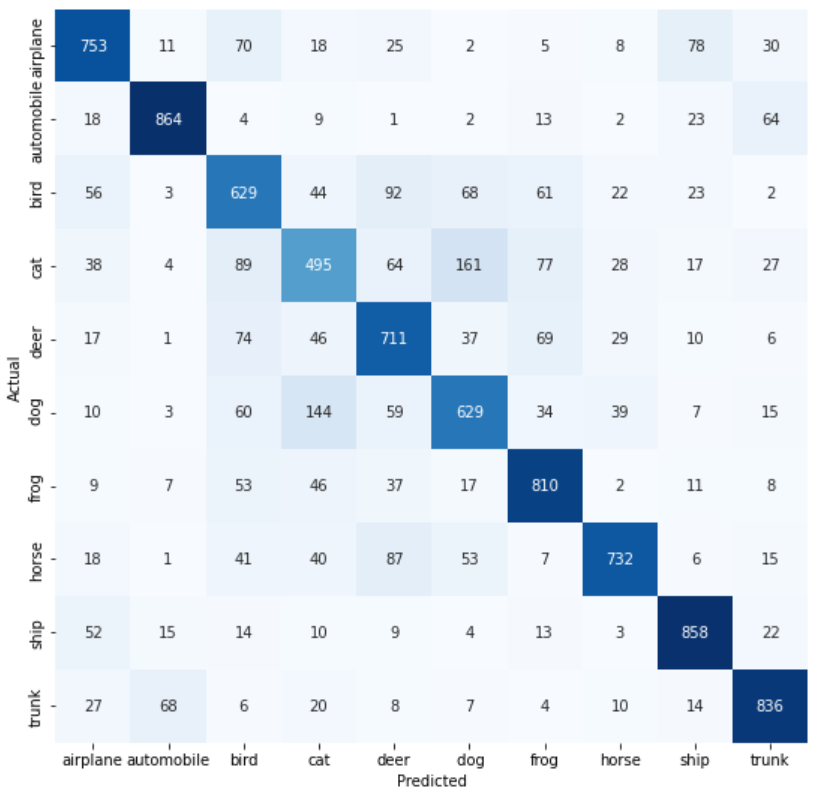 Actual
airplane 753 11 70 18 25 2 5 8 78 30
automobile 18 864 4 9 1 2 13 2 23 64
bird 56 3 629 44 92 68 61 22 23 2
cat 38 4 89 495 64 161 77 28 17 27
deer 17 1 74 46 711 37 69 29 10 6
dog 10 3 60 144 59 629 34 39 7 15
frog 9 7 53 46 37 17 810 2 11 8
horse 18 1 41 40 87 53 7 732 6 15
ship 52 15 14 10 9 4 13 3 858 22
trunk 27 68 6 20 8 7 4 10 14 836
airplane automobile bird cat deer dog frog horse ship trunk
Predicted